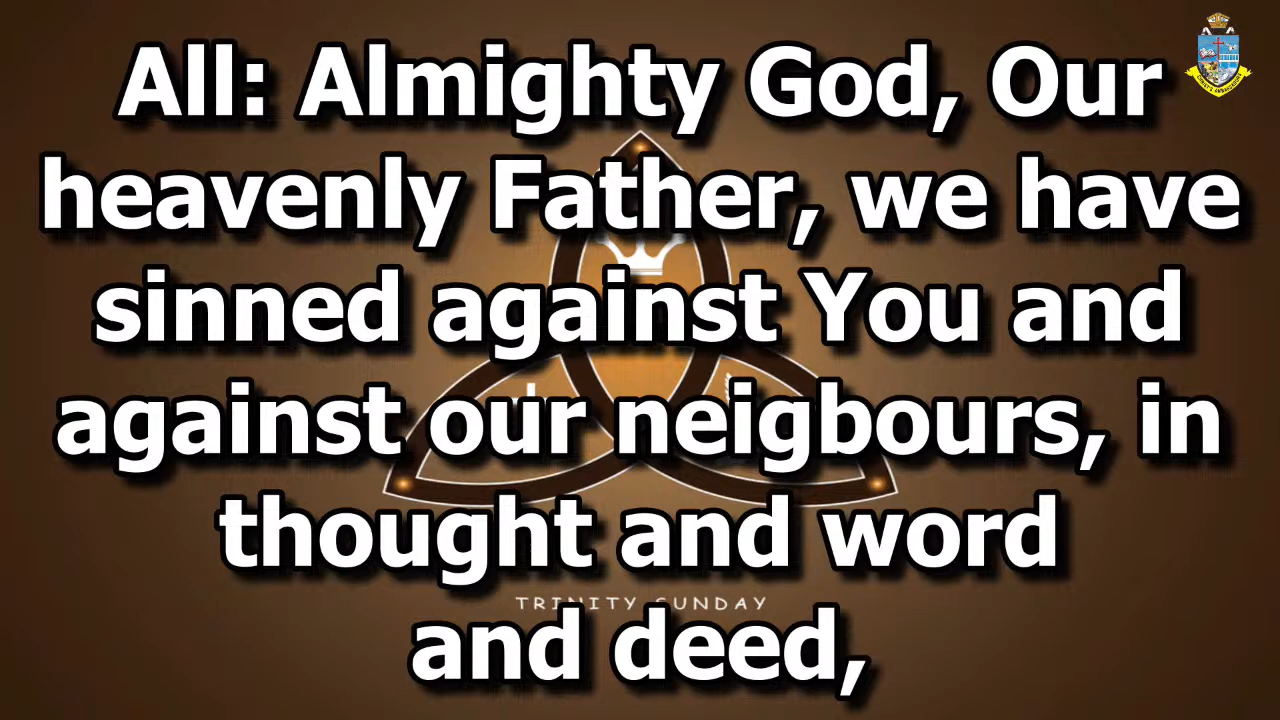 All: Almighty God, Our
heavenly Father, we have
sinned against You and
against our neigbours, in
thought and word
TRINITY SUNDAY
and deed,